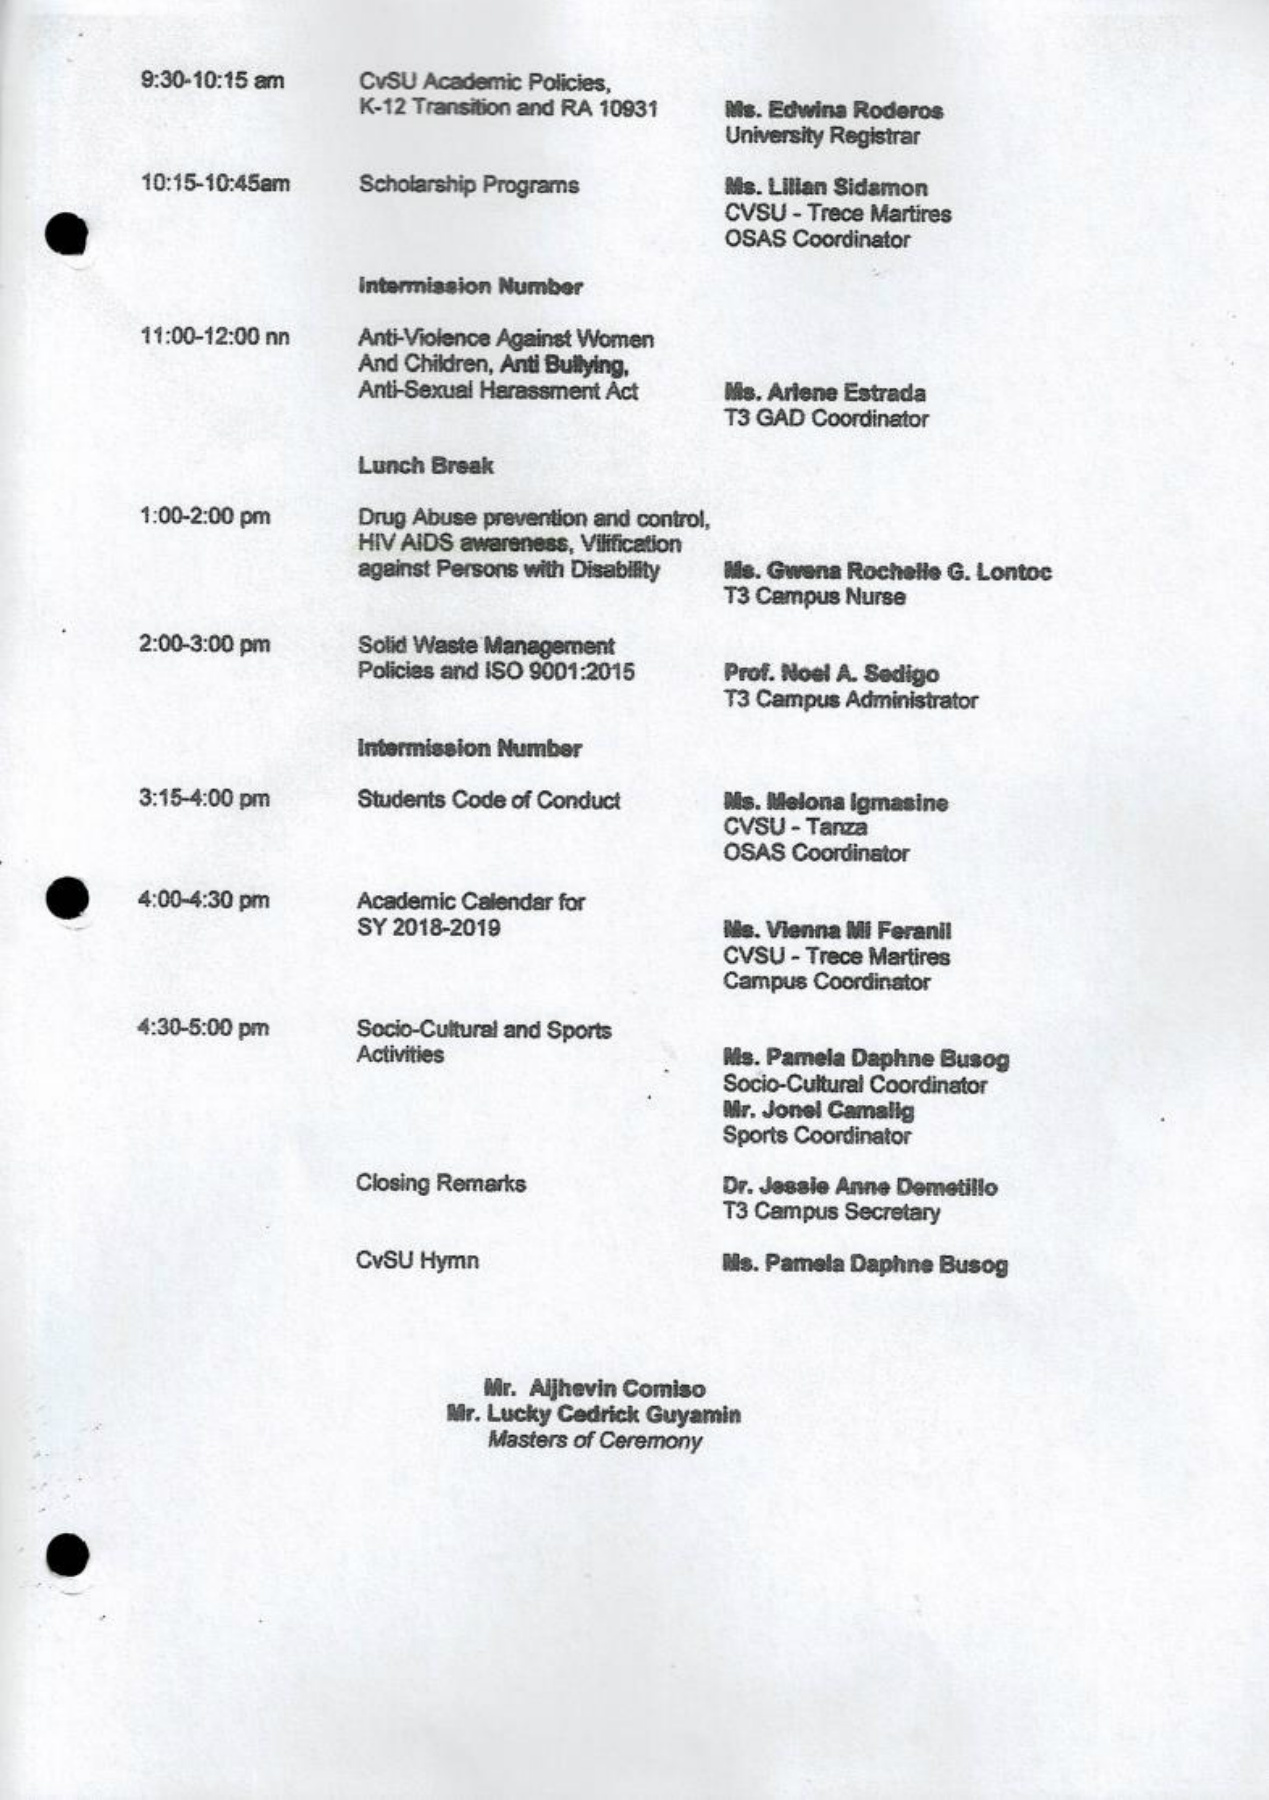 9:30-10:15 am CvSU Academic Policies,
K-12 Transition and RA 10931
Ms. Edwina Roderos
University Registrar
10:15-10:45am Scholarship Programs Ms. Lilian Sidamon
CVSU - Trece Martires
OSAS Coordinator
Intermission Number
11:00-12:00 nn Anti-Violence Against Women
And Children, Anti Bullying,
Anti-Sexual Harassment Act
Ms. Arlene Estrada
T3 GAD Coordinator
Lunch Break
1:00-2:00 pm Drug Abuse prevention and control,
HIV AIDS awareness, Vilification
against Persons with Disability
Ms. Gwena Rochelle G. Lontoc
T3 Campus Nurse
2:00-3:00 pm Solid Waste Management
Policies and ISO 9001:2015
Prof. Noel A. Sedigo
T3 Campus Administrator
Intermission Number
3:15-4:00 pm Students Code of Conduct Ms. Melona Igmasine
CVSU - Tanza
OSAS Coordinator
4:00-4:30 pm Academic Calendar for
SY 2018-2019
Ms. Vienna Mi Feranil
CVSU - Trece Martires
Campus Coordinator
4:30-5:00 pm Socio-Cultural and Sports
Activities
Ms. Pamela Daphne Busog
Socio-Cultural Coordinator
Mr. Jonel Camalig
Sports Coordinator
Closing Remarks Dr. Jessie Anne Demetillo
T3 Campus Secretary
CvSU Hymn Ms. Pamela Daphne Busog
Mr. Aljhevin Comiso
Mr. Lucky Cedrick Guyamin
Masters of Ceremony